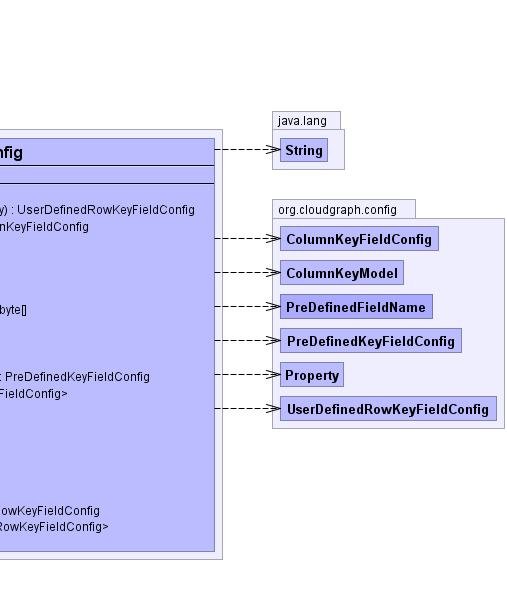 nfig
y) : UserDefinedRowKeyFieldConfig
nKeyFieldConfig
byte[]
: PreDefinedKeyFieldConfig
FieldConfig>
RowKeyFieldConfig
RowKeyFieldConfig>
java.lang
String
org.cloudgraph.config
ColumnKeyFieldConfig
ColumnKeyModel
PreDefinedFieldName
PreDefinedKeyFieldConfig
Property
UserDefinedRowKeyFieldConfig